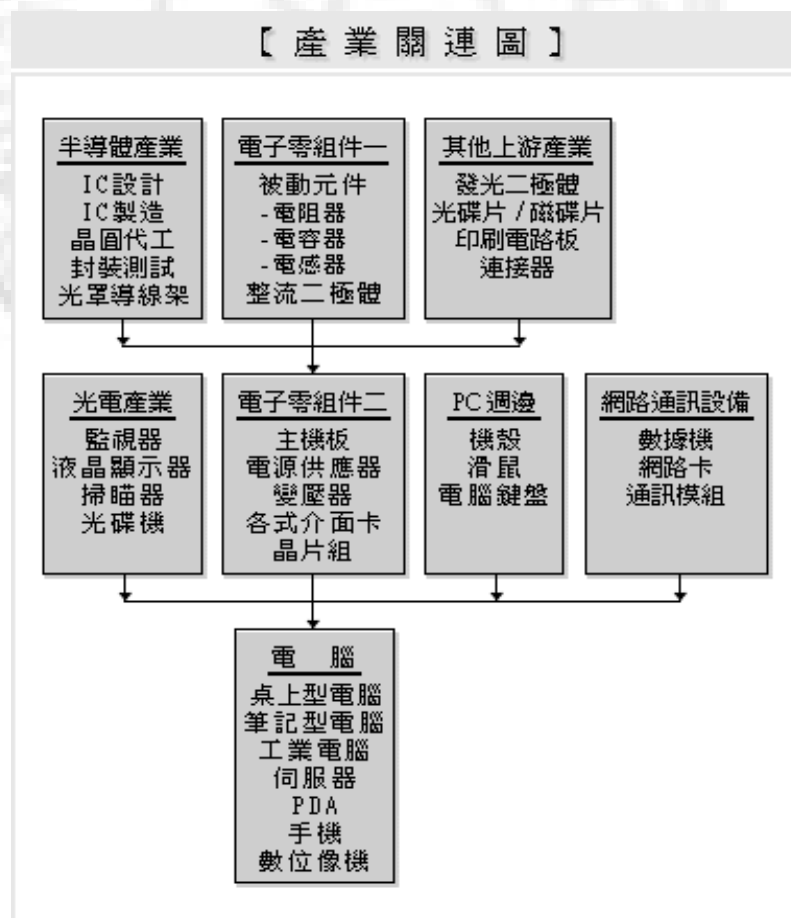 【 產 業 關 連 圖 】
半導體產業
IC設計
IC製造
晶圓代工
封裝測試
光罩導線架
電子零組件一
被動元件
-電阻器
-電容器
-電感器
整流二極體
其他上游產業
發光二極體
光碟片 / 磁碟片
印刷電路板
連接器
光電產業
監視器
液晶顯示器
掃瞄器
光碟機
電子零組件二
主機板
電源供應器
變壓器
各式介面卡
晶片組
PC週邊
機殼
滑鼠
電腦鍵盤
網路通訊設備
數據機
網路卡
通訊模組
電 腦
桌上型電腦
筆記型電腦
工業電腦
伺服器
PDA
手機
數位像機